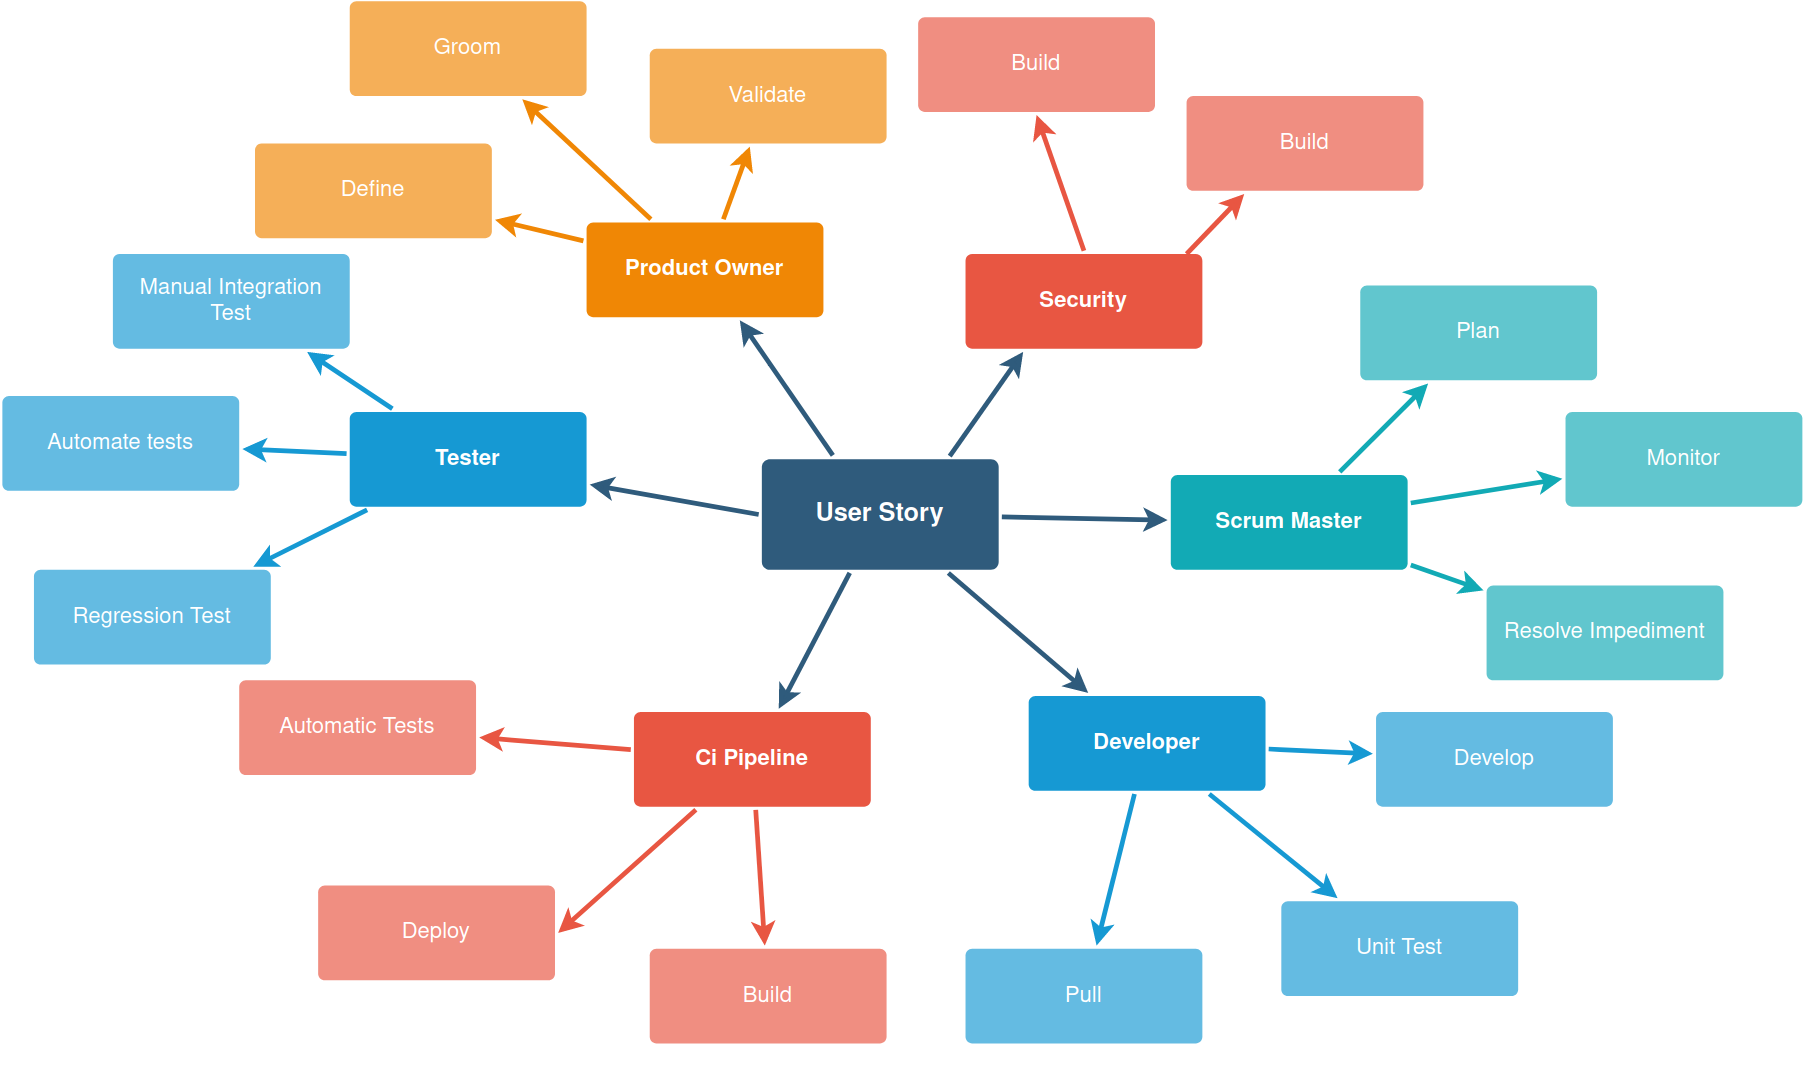 Groom
Build
Validate
Build
Define
Product Owner
Manual Integration
Test
Security
Plan
Automate tests
Tester
Monitor
User Story
Scrum Master
Regression Test
Resolve Impediment
Automatic Tests
Ci Pipeline
Developer
Develop
Deploy
Unit Test
Build
Pull